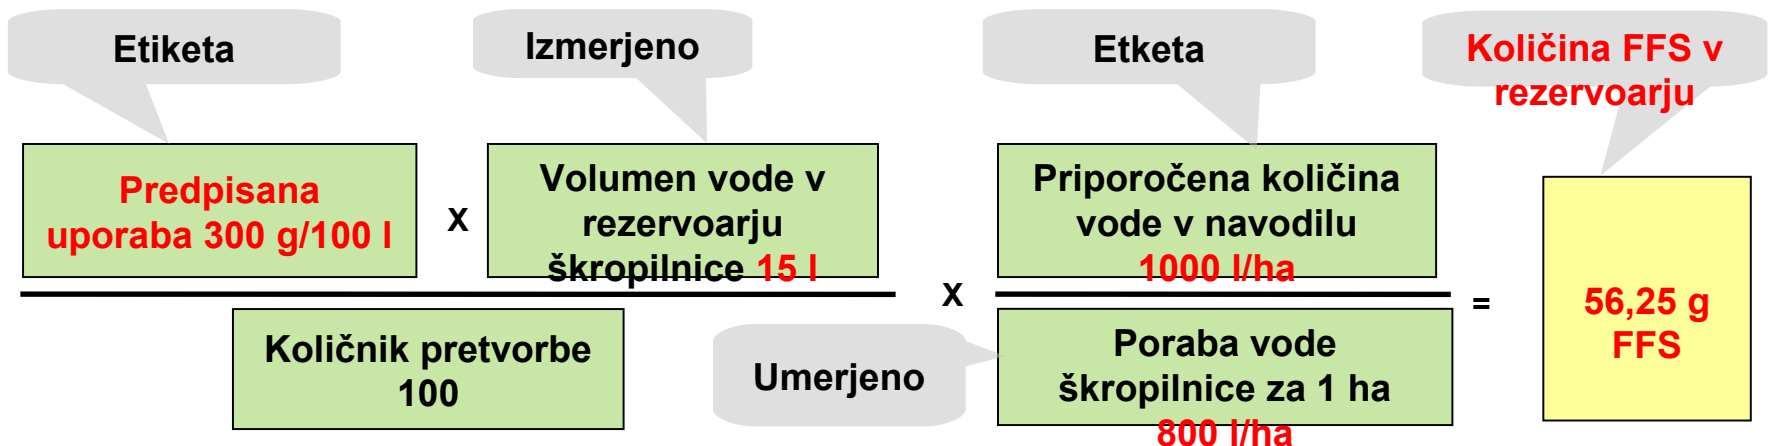 Etiketa
Izmerjeno
Etketa
Količina FFS v
rezervoarju
Predpisana
uporaba 300 g/100 l
x
Volumen vode v
rezervoarju
škropilnice 15 l
x
Priporočena količina
vode v navodilu
1000 l/ha
=
56,25 g
FFS
Količnik pretvorbe
100
Umerjeno
Poraba vode
škropilnice za 1 ha
800 l/ha